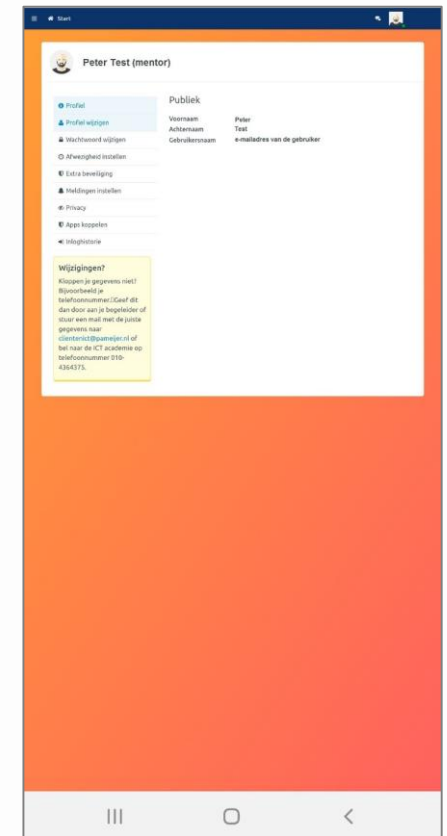 Start
Peter Test (mentor)
Profiel
Profiel wijzigen
Wachtwoord wijzigen
Afwezigheid instellen
Extra beveiliging
Meldingen instellen
Privacy
Apps koppelen
Inloghistorie
Wijzigingen?
Kloppen je gegevens niet?
Bijvoorbeeld je
telefoonnummer. Geef dit
dan door aan je begeleider of
stuur een mail met de juiste
gegevens naar
clientenict@pameijer.nl of
bel naar de ICT academie op
telefoonnummer 010-
4364375.
Publiek
Voornaam Peter
Achternaam Test
Gebruikersnaam e-mailadres van de gebruiker